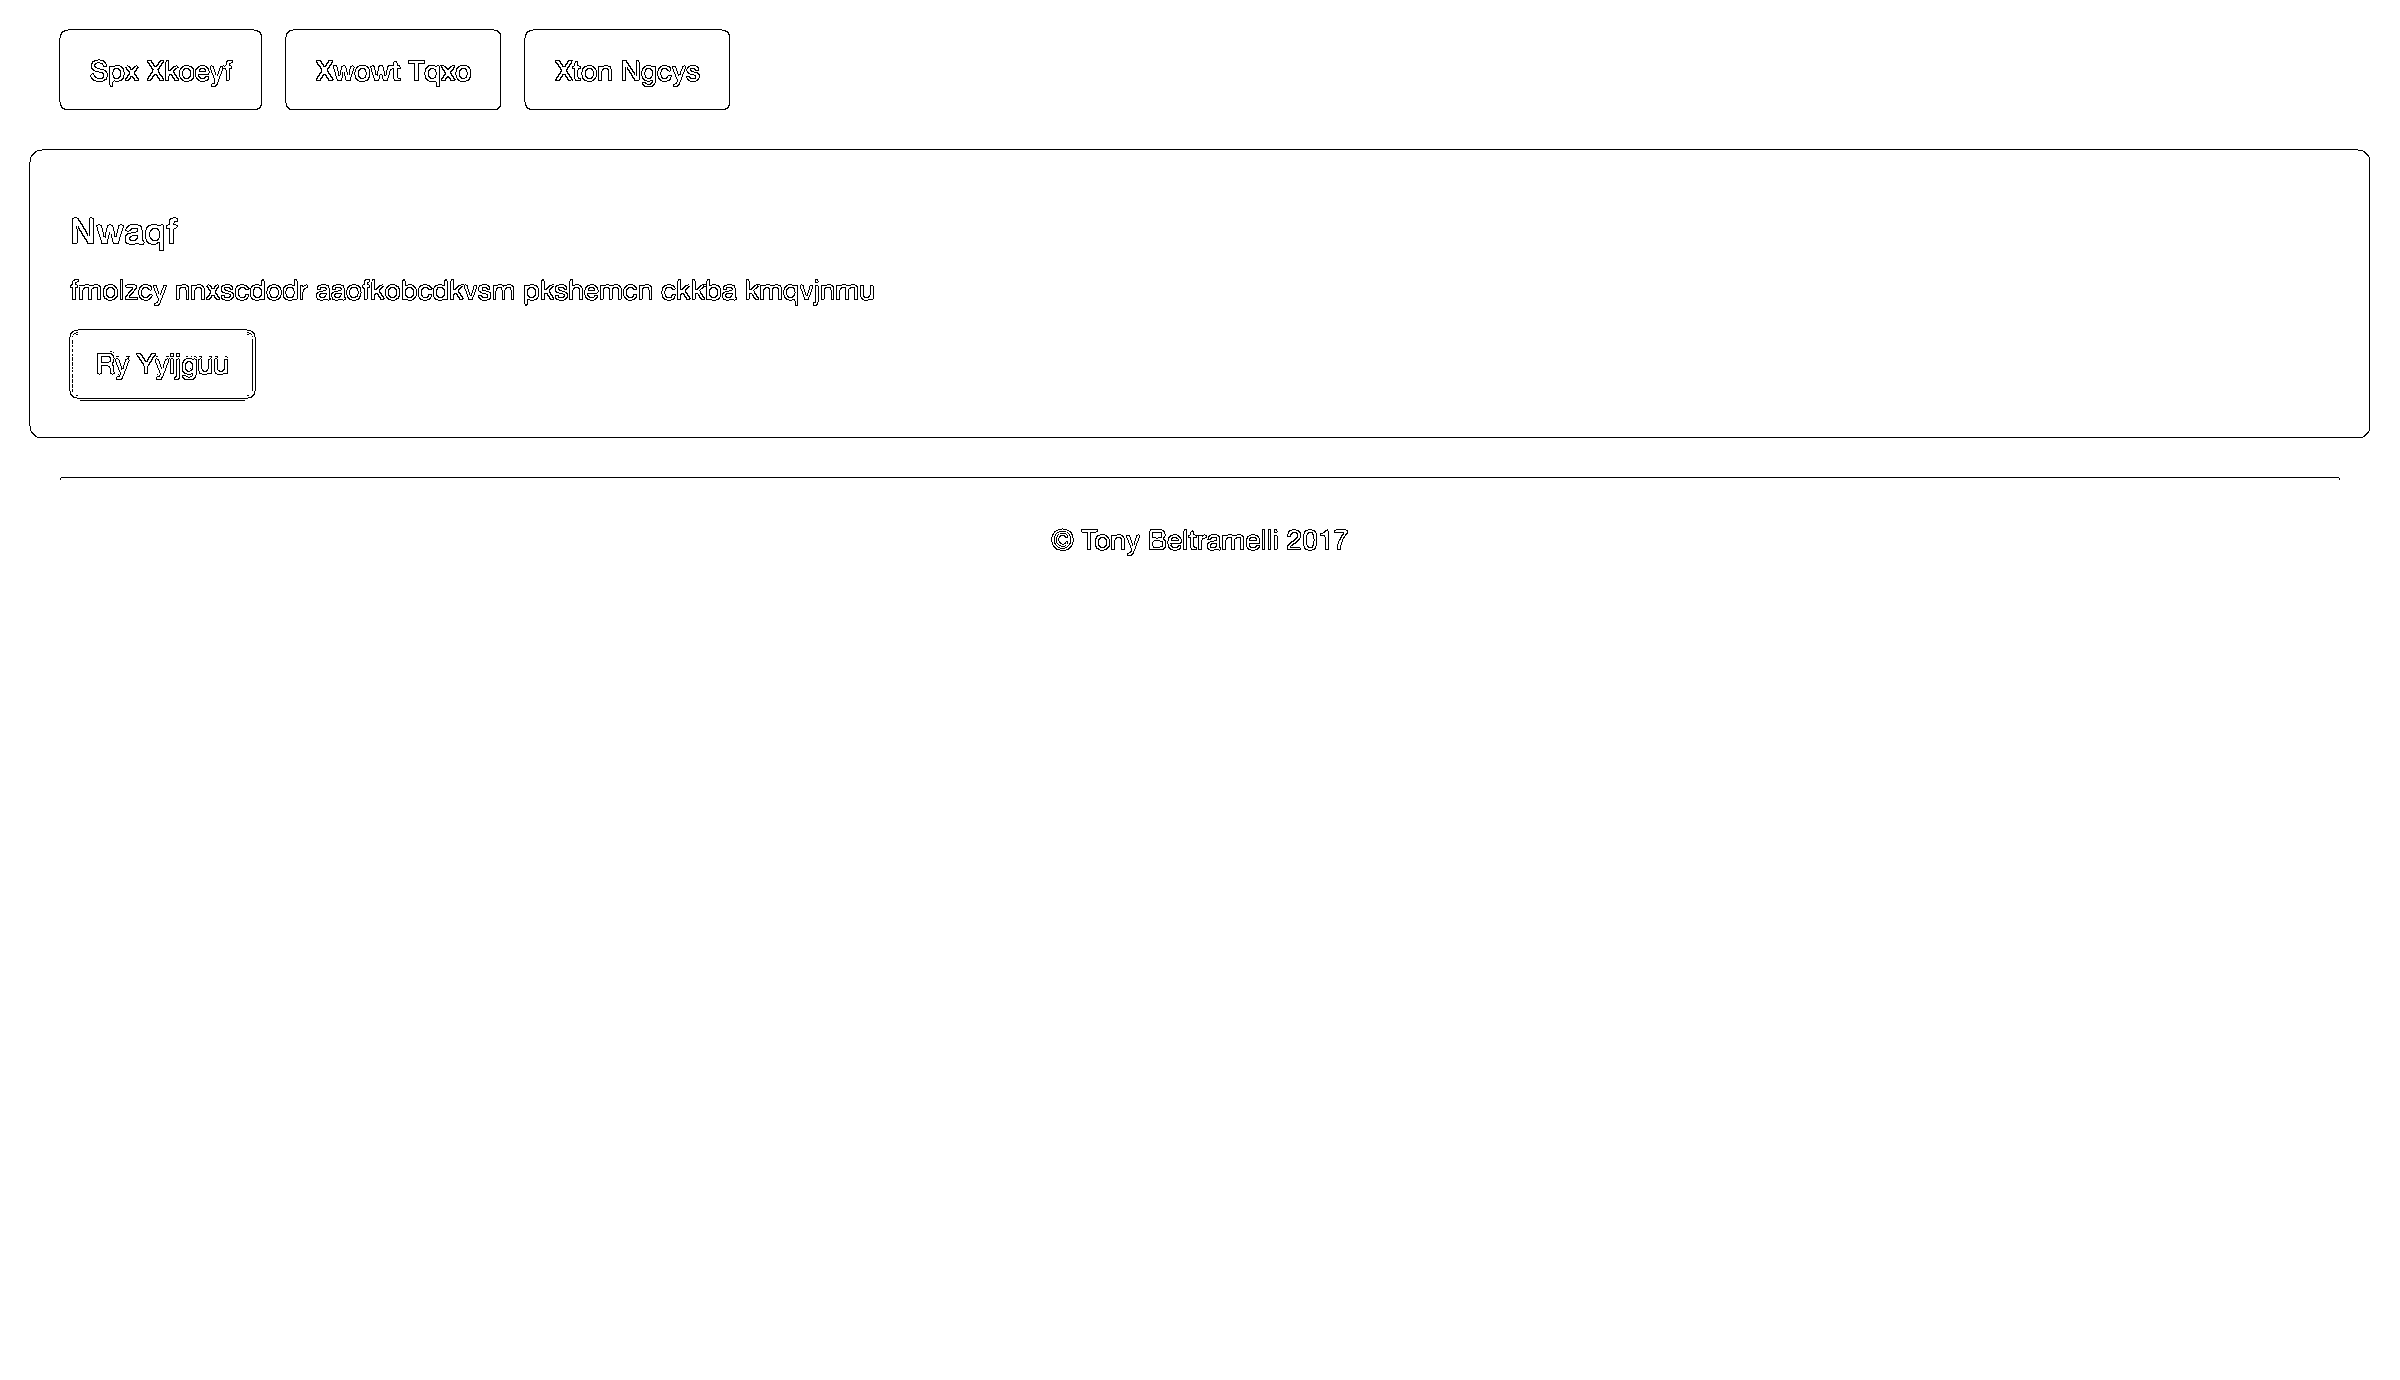 Spx Xkoeyf Xwowt Tqxo Xton Ngcys
Nwaqf
fmolzcy nnxscdodr aaofkobcdkvsm pkshemcn ckkba kmqvjnmu
Ry Yyijguu
© Tony Beltramelli 2017